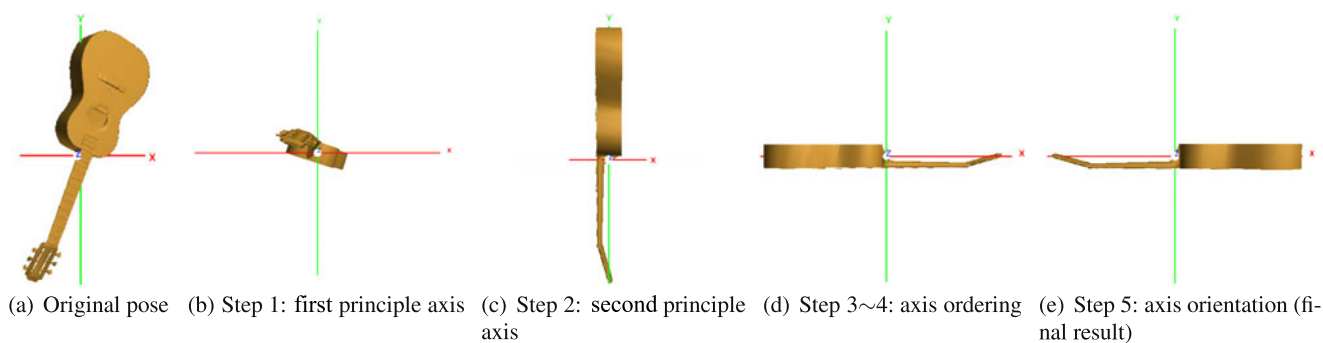 Y
Z
X
Y
Z
X
Y
Z
X
Y
Z
X
Y
Z
X
(a) Original pose
(b) Step 1: first principle axis
(c) Step 2: second principle
axis
(d) Step 3~4: axis ordering
(e) Step 5: axis orientation (fi-
nal result)